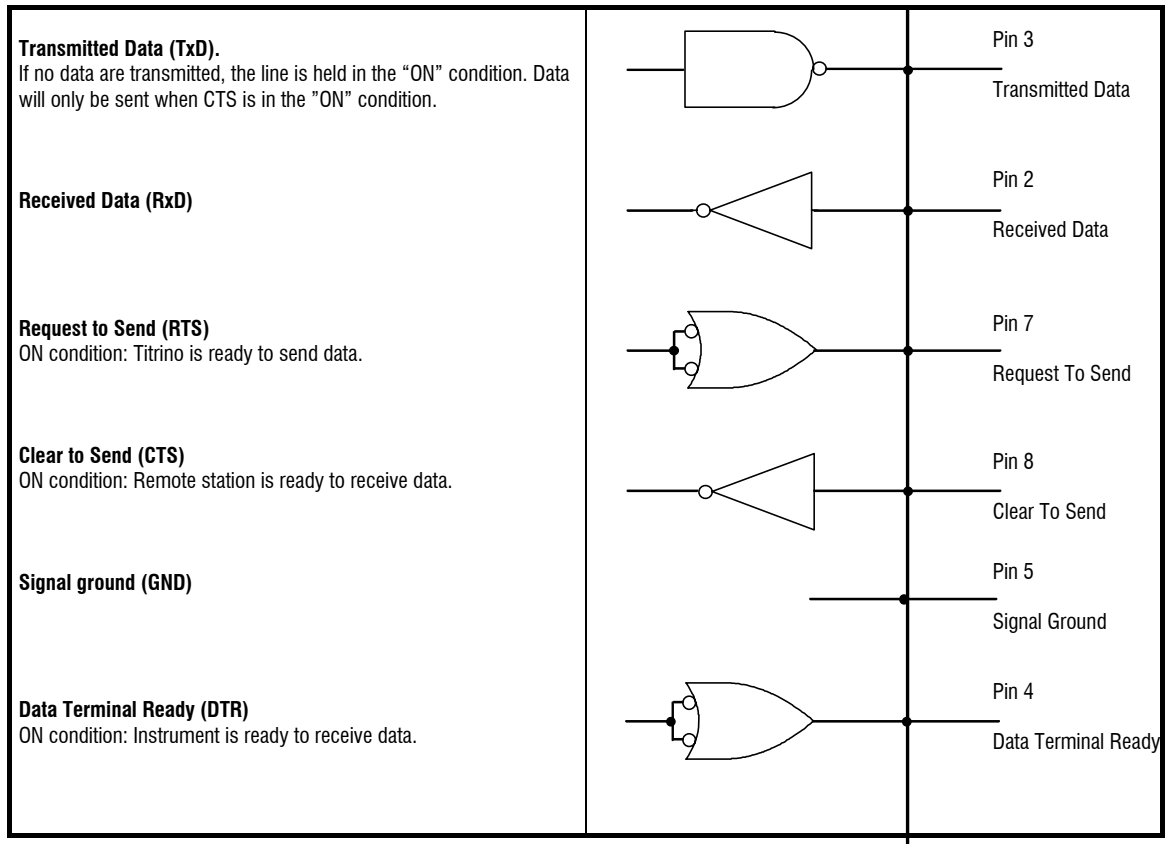 Transmitted Data (TxD).
If no data are transmitted, the line is held in the “ON” condition. Data
will only be sent when CTS is in the ”ON” condition.
Pin 3
Transmitted Data
Received Data (RxD)
Pin 2
Received Data
Request to Send (RTS)
ON condition: Titrino is ready to send data.
Pin 7
Request To Send
Clear to Send (CTS)
ON condition: Remote station is ready to receive data.
Pin 8
Clear To Send
Signal ground (GND)
Pin 5
Signal Ground
Data Terminal Ready (DTR)
ON condition: Instrument is ready to receive data.
Pin 4
Data Terminal Ready